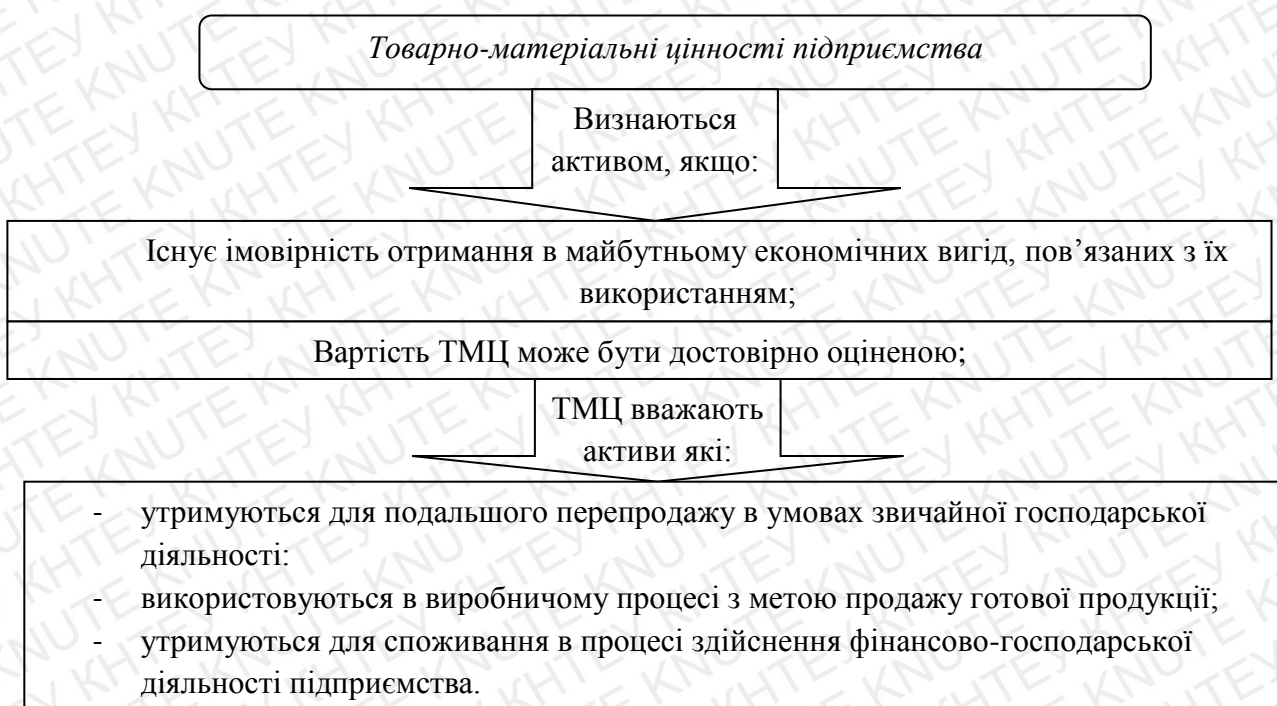 Товарно-матеріальні цінності підприємства
Визнаються
активом, якщо:
Існує імовірність отримання в майбутньому економічних вигід, пов’язаних з їх
використанням;
Вартість ТМЦ може бути достовірно оціненою;
ТМЦ вважають
активи які:
- утримуються для подальшого перепродажу в умовах звичайної господарської
діяльності:
- використовуються в виробничому процесі з метою продажу готової продукції;
- утримуються для споживання в процесі здійснення фінансово-господарської
діяльності підприємства.